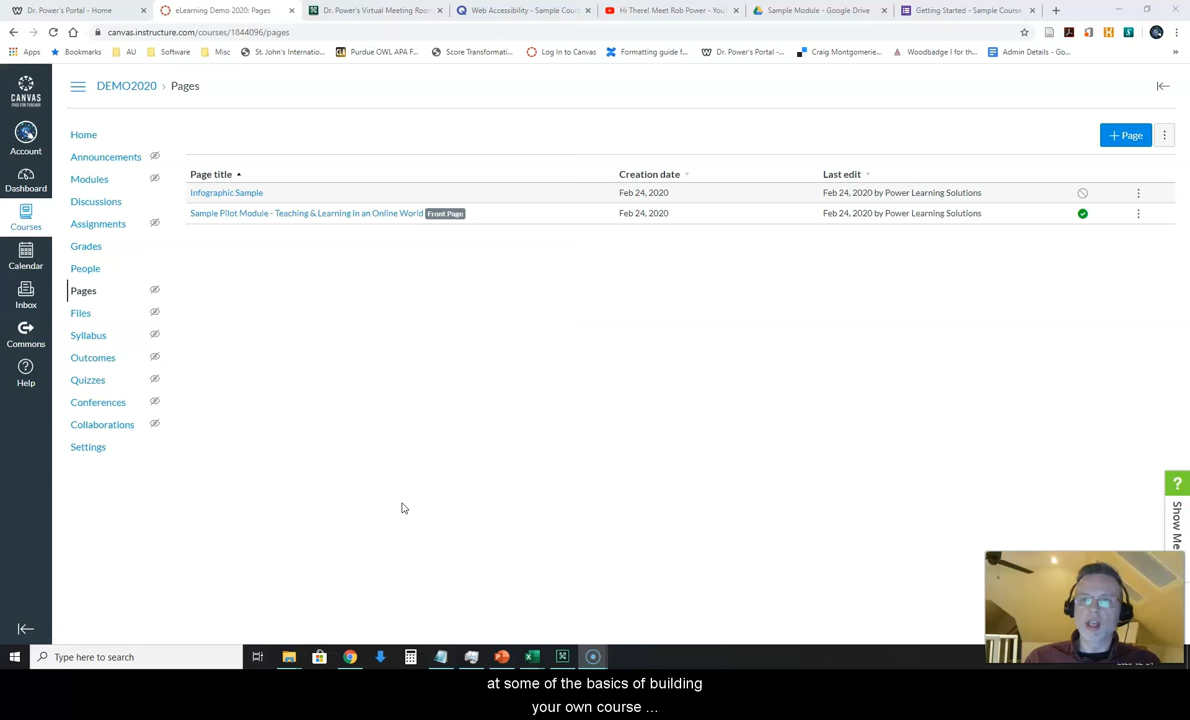 Dr. Power's Portal - Home
eLearning Demo 2020: Pages
Dr. Power's Virtual Meeting Room
Web Accessibility - Sample Cour
Hi There! Meet Rob Power - You
Sample Module - Google Drive
Getting Started - Sample Course
canvas.instructure.com/courses/1844096/pages
Apps
Bookmarks
AU
Software
Misc
St. John's Internatio...
Purdue OWL APA F...
Score Transformati...
Log In to Canvas
Formatting guide f...
Dr. Power's Portal -...
Craig Montgomerie...
Woodbadge I for th...
Admin Details - Go...
CANVAS
FREE FOR TEACHER
Account
Dashboard
Courses
Calendar
Inbox
Commons
Help
DEMO2020 › Pages
Home
Announcements
Modules
Discussions
Assignments
Grades
People
Pages
Files
Syllabus
Outcomes
Quizzes
Conferences
Collaborations
Settings
+ Page
Page title Creation date Last edit
Infographic Sample Feb 24, 2020 Feb 24, 2020 by Power Learning Solutions
Sample Pilot Module - Teaching & Learning in an Online World Front Page Feb 24, 2020 Feb 24, 2020 by Power Learning Solutions
? Show Me
Type here to search
at some of the basics of building
your own course ...